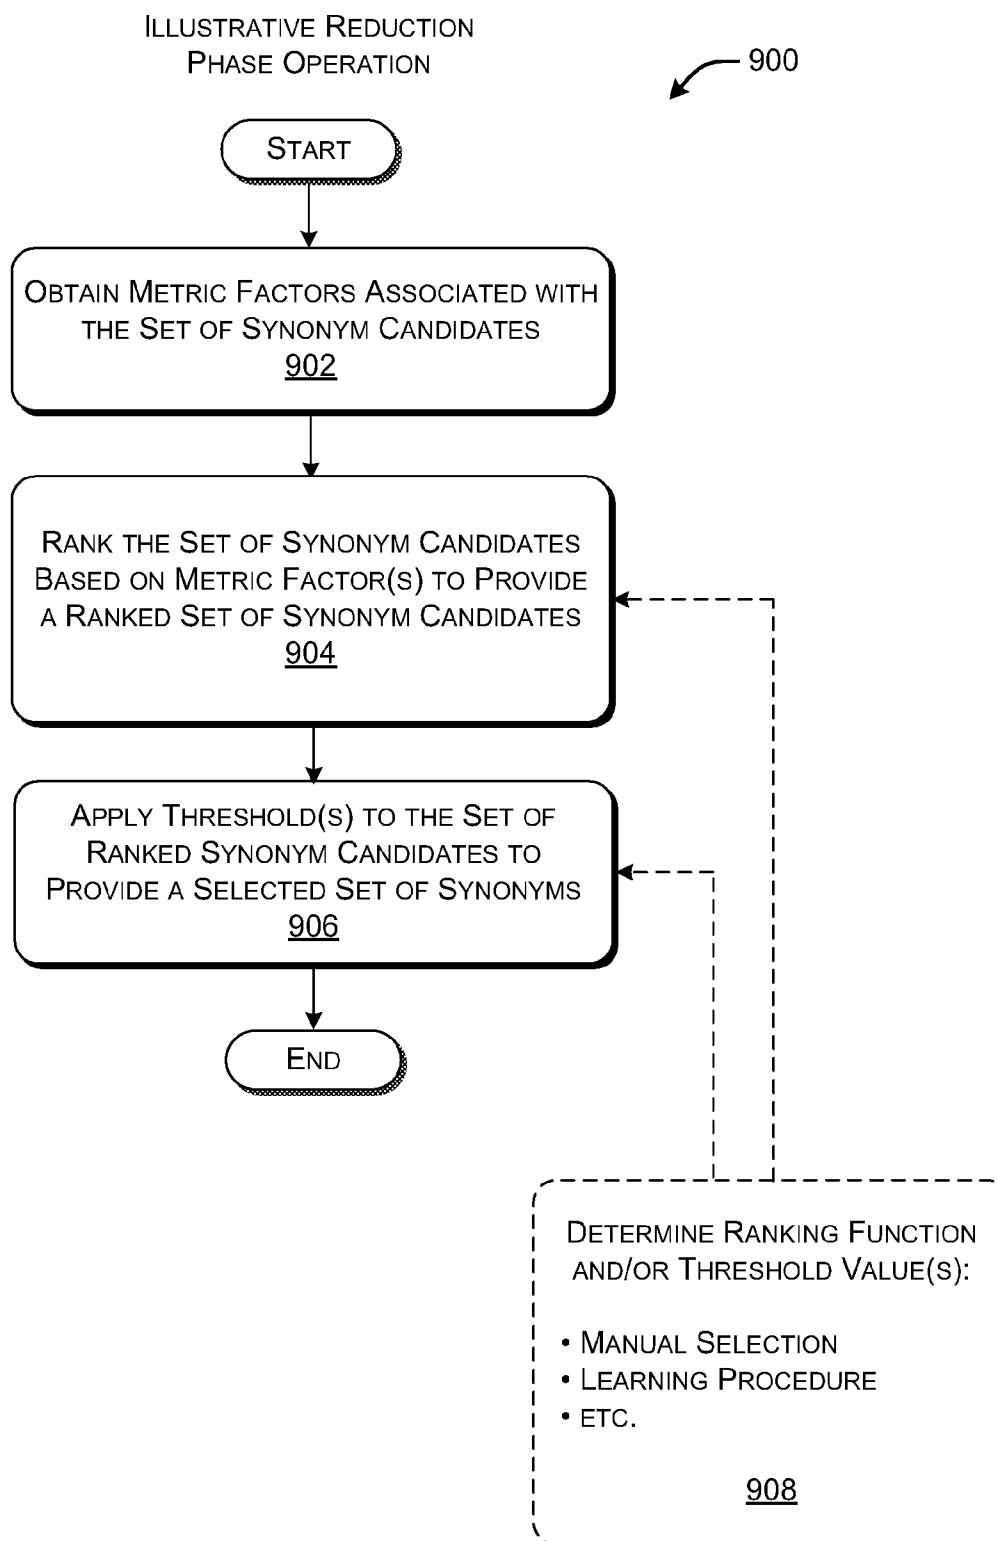 ILLUSTRATIVE REDUCTION
PHASE OPERATION
900
START
OBTAIN METRIC FACTORS ASSOCIATED WITH
THE SET OF SYNONYM CANDIDATES
902
RANK THE SET OF SYNONYM CANDIDATES
BASED ON METRIC FACTOR(S) TO PROVIDE
A RANKED SET OF SYNONYM CANDIDATES
904
APPLY THRESHOLD(S) TO THE SET OF
RANKED SYNONYM CANDIDATES TO
PROVIDE A SELECTED SET OF SYNONYMS
906
END
DETERMINE RANKING FUNCTION
AND/OR THRESHOLD VALUE(S):
• MANUAL SELECTION
• LEARNING PROCEDURE
• ETC.
908